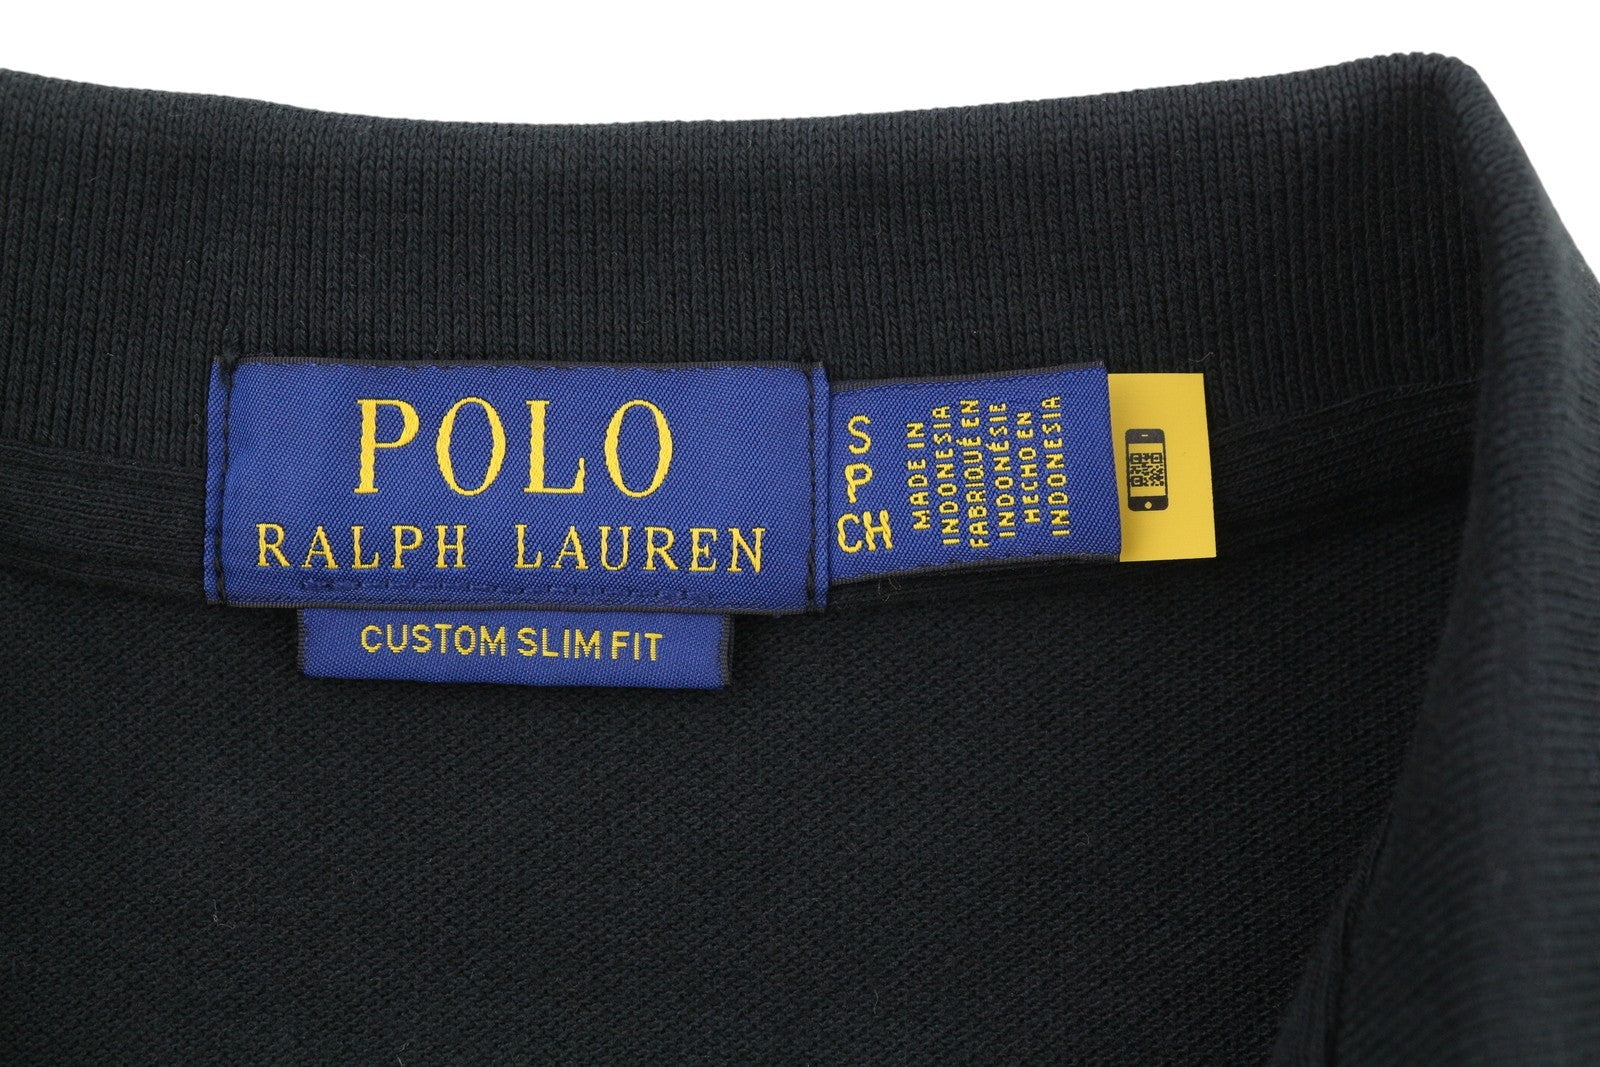 POLO
RALPH LAUREN
CUSTOM SLIM FIT
S
P
CH
MADE IN
INDONESIA
FABRIQUÉ EN
INDONÉSIE
HECHO EN
INDONESIA